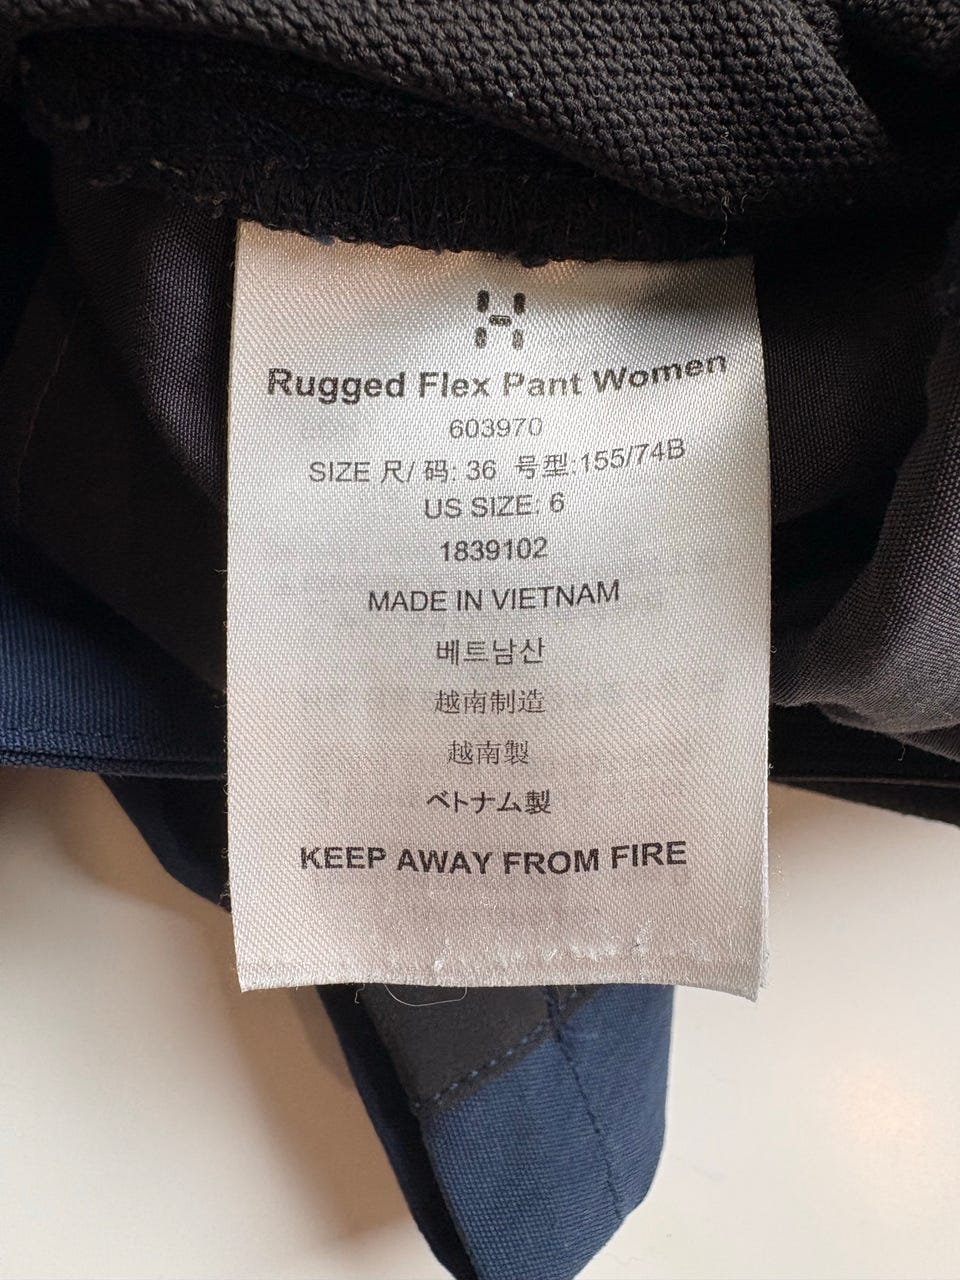 Rugged Flex Pant Women
603970
SIZE 尺/ 码: 36 号型:155/74B
US SIZE: 6
1839102
MADE IN VIETNAM
베트남산
越南制造
越南製
ベトナム製
KEEP AWAY FROM FIRE